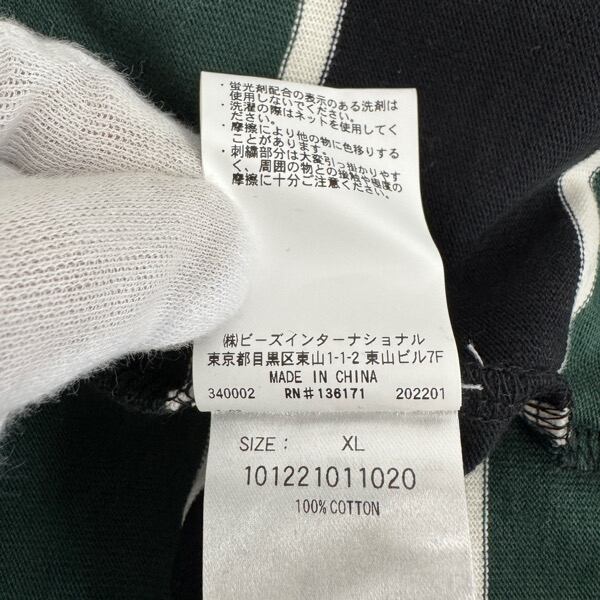 ・蛍光剤配合の表示のある洗剤は
使用しないでください。
・洗濯の際はネットを使用してく
ださい。
・摩擦により他の物に色移りする
ことがあります。
・刺繍部分は大変引っ掛かりやす
く、周囲の物との接触や過度の
摩擦に十分ご注意ください。
㈱ビーズインターナショナル
東京都目黒区東山1-1-2 東山ビル7F
MADE IN CHINA
340002 RN#136171 202201
SIZE: XL
101221011020
100% COTTON